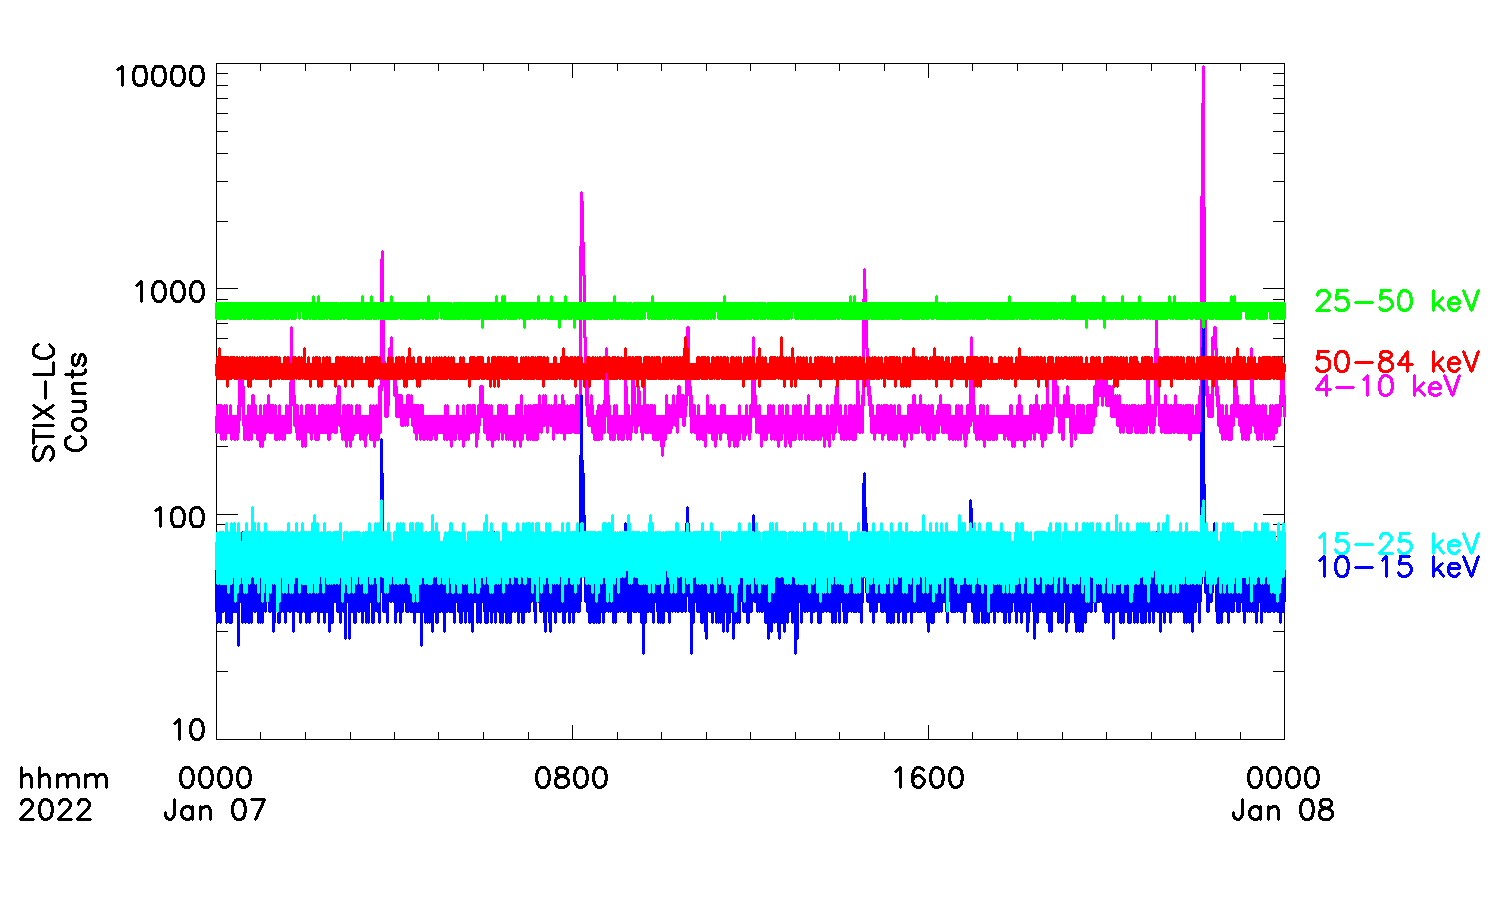 10000
1000
100
10
STIX-LC
Counts
25-50 keV
50-84 keV
4-10 keV
15-25 keV
10-15 keV
hhmm 0000 0800 1600 0000
2022 Jan 07 Jan 08